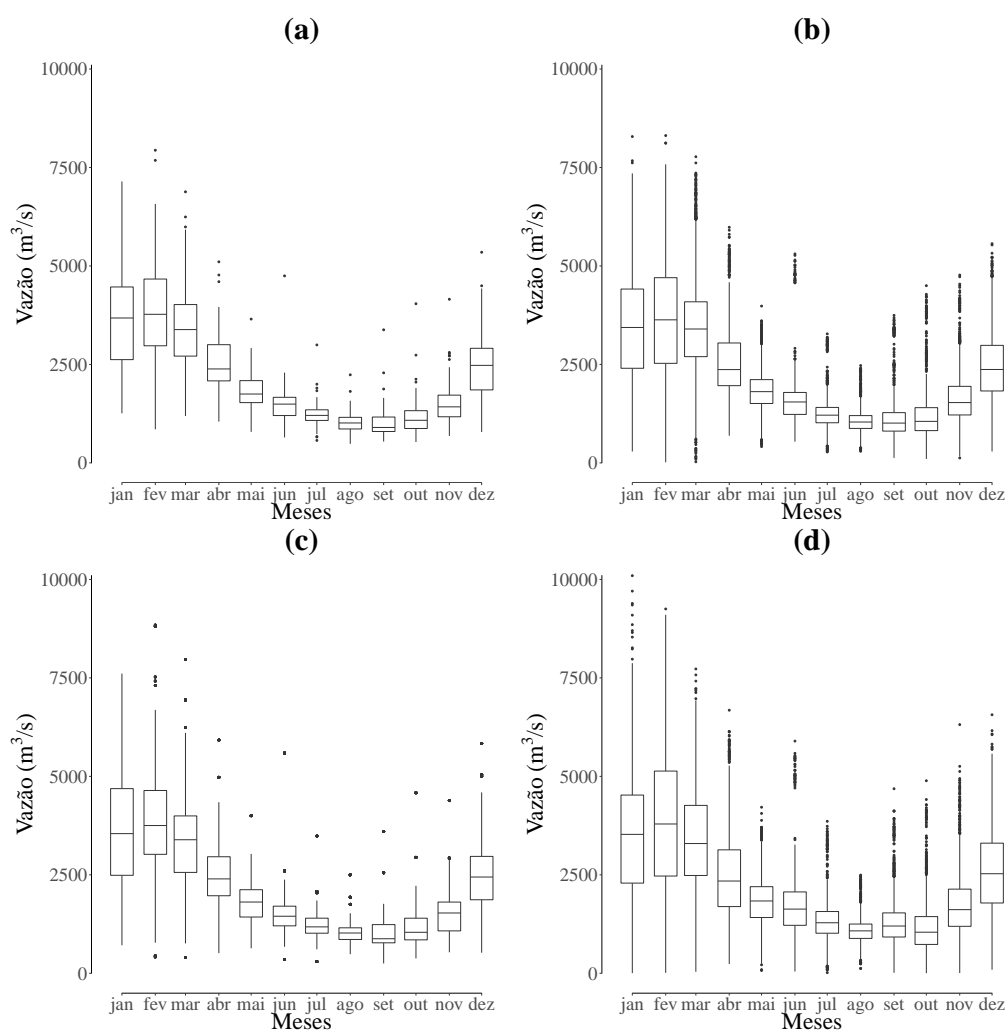 (a)
10000
7500
5000
2500
0
Vazão (m³/s)
jan fev mar abr mai jun jul ago set out nov dez
Meses
(b)
10000
7500
5000
2500
0
Vazão (m³/s)
jan fev mar abr mai jun jul ago set out nov dez
Meses
(c)
10000
7500
5000
2500
0
Vazão (m³/s)
jan fev mar abr mai jun jul ago set out nov dez
Meses
(d)
10000
7500
5000
2500
0
Vazão (m³/s)
jan fev mar abr mai jun jul ago set out nov dez
Meses